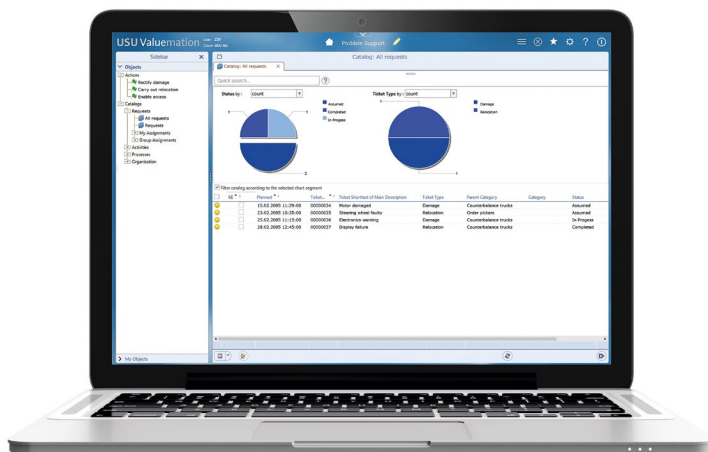 USU Valuemation
Problem Support
Sidebar
Catalog: All requests
Objects
Catalog: All requests
Actions
Rectify damage
Carry out relocation
Enable access
Catalogs
Requests
All requests
Requests
My Assignments
Group Assignments
Activities
Processes
Organization
Quick search...
Status by: count
Ticket Type by: count
Assumed
Completed
In Progess
Damage
Relocation
Filter catalog according to the selected chart segment
KE Planned Ticket... Ticket Shorttext of Main Description Ticket Type Parent Category Category Status
15.02.2005 11:29:00 00000034 Motor damaged Damage Counterbalance trucks Assumed
23.02.2005 10:35:00 00000035 Steering wheel faulty Relocation Order pickers Assumed
25.02.2005 11:15:00 00000036 Electronics warning Damage Counterbalance trucks In Progess
28.02.2005 12:45:00 00000037 Display failure Relocation Counterbalance trucks Completed
My Objects